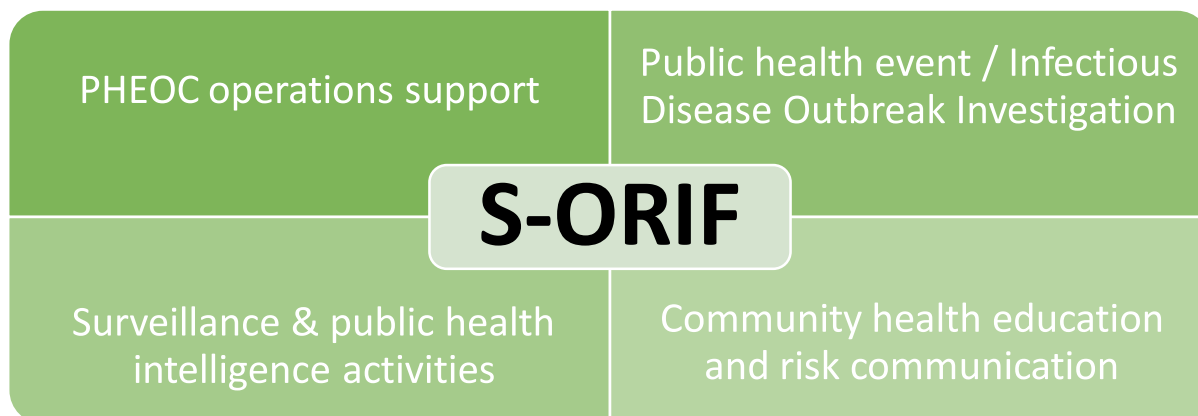 PHEOC operations support
Public health event / Infectious
Disease Outbreak Investigation
S-ORIF
Surveillance & public health
intelligence activities
Community health education
and risk communication